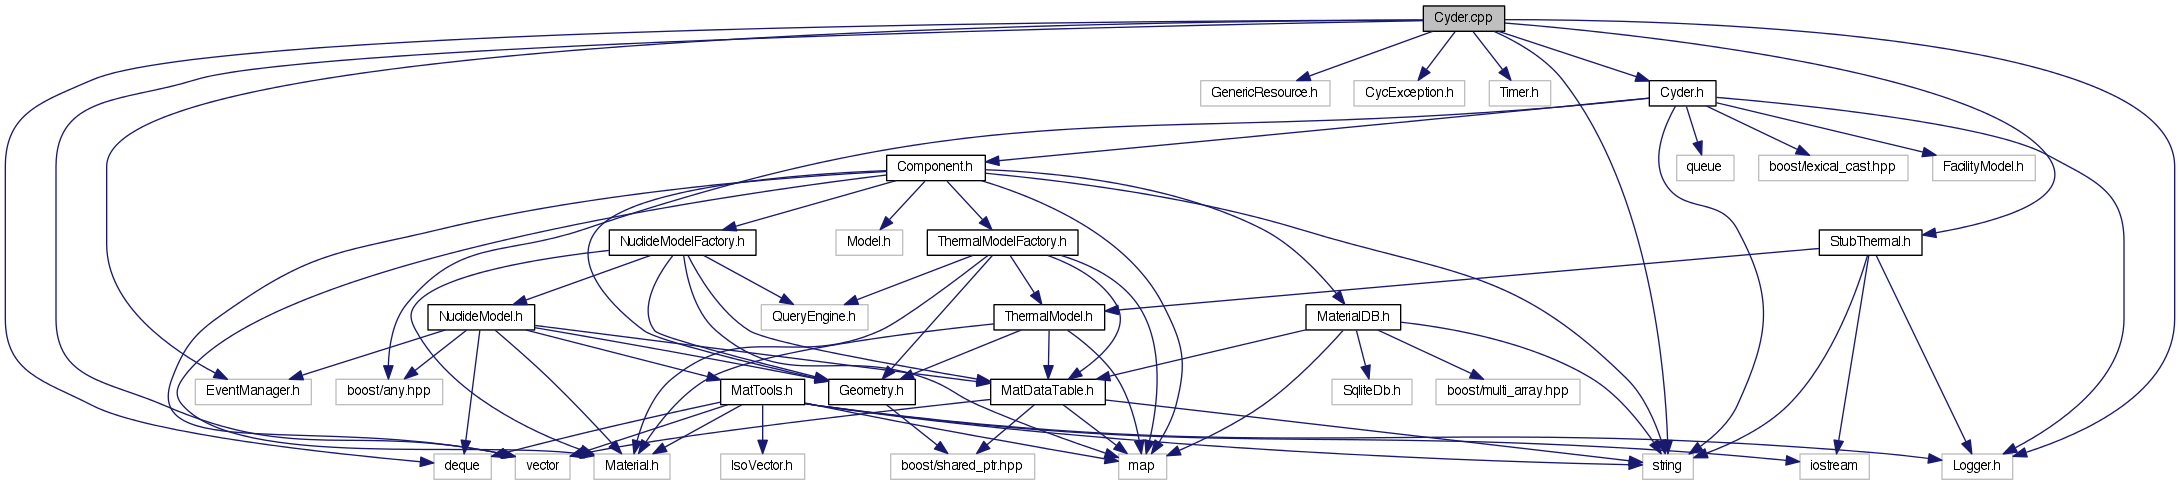 Cyder.cpp
GenericResource.h
CycException.h
Timer.h
Cyder.h
Component.h
queue
boost/lexical_cast.hpp
FacilityModel.h
NuclideModelFactory.h
Model.h
ThermalModelFactory.h
StubThermal.h
NuclideModel.h
QueryEngine.h
ThermalModel.h
MaterialDB.h
EventManager.h
boost/any.hpp
MatTools.h
Geometry.h
MatDataTable.h
SqliteDb.h
boost/multi_array.hpp
deque
vector
Material.h
IsoVector.h
boost/shared_ptr.hpp
map
string
iostream
Logger.h